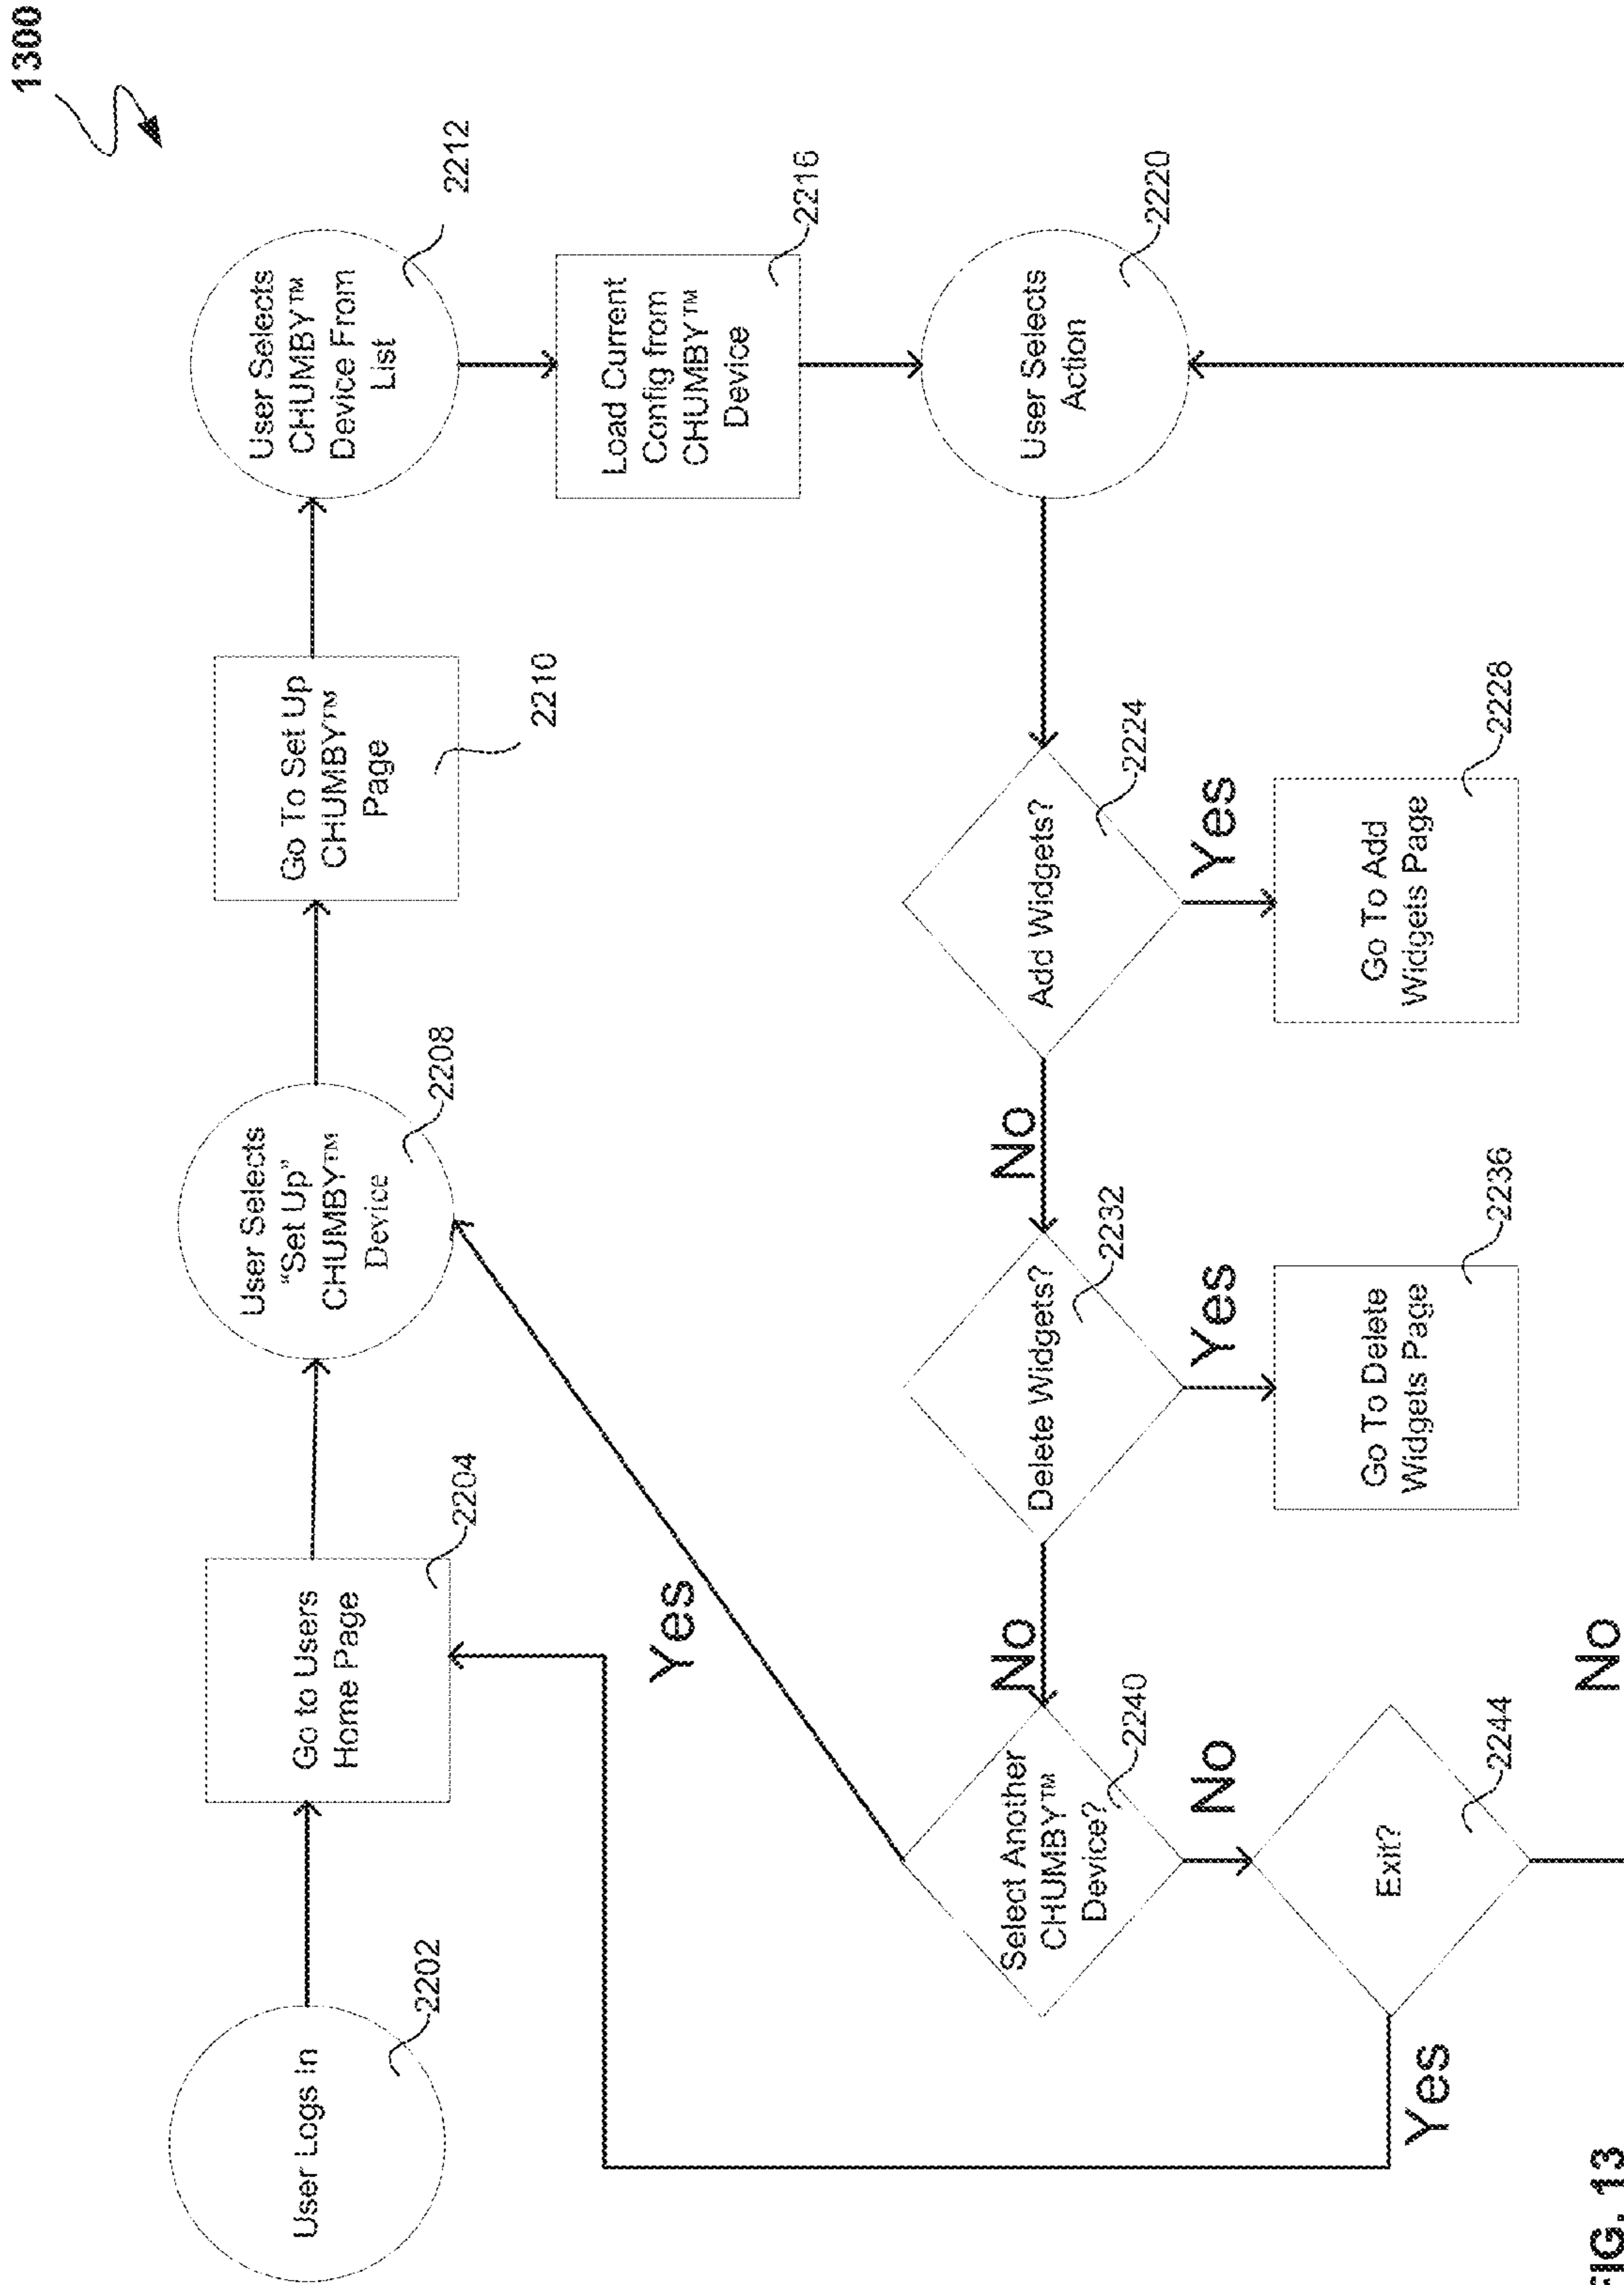 1300
User Logs In
2202
Go to Users
Home Page
2204
User Selects
“Set Up”
CHUMBY™
Device
2208
Go To Set Up
CHUMBY™
Page
2210
User Selects
CHUMBY™
Device From
List
2212
Load Current
Config from
CHUMBY™
Device
2216
User Selects
Action
2220
Add Widgets?
2224
Yes
Go To Add
Widgets Page
2228
No
Delete Widgets?
2232
Yes
Go To Delete
Widgets Page
2236
No
Select Another
CHUMBY™
Device?
2240
Yes
No
Exit?
2244
Yes
No
FIG. 13